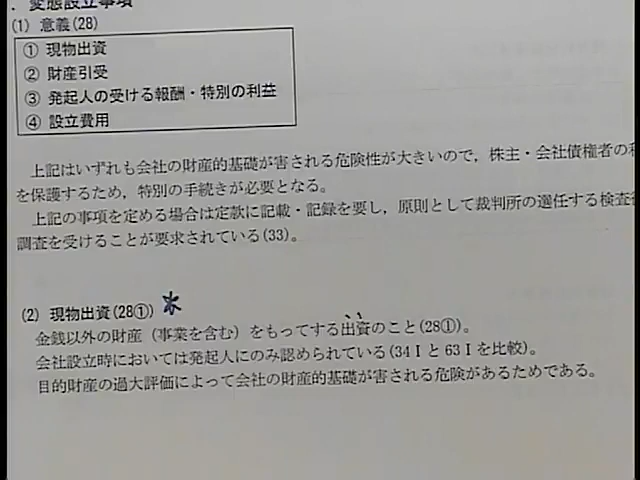 . 変態設立事項
(1) 意義(28)
① 現物出資
② 財産引受
③ 発起人の受ける報酬・特別の利益
④ 設立費用
上記はいずれも会社の財産的基礎が害される危険性が大きいので，株主・会社債権者の
を保護するため，特別の手続きが必要となる。
上記の事項を定める場合は定款に記載・記録を要し，原則として裁判所の選任する検査
調査を受けることが要求されている(33)。
(2) 現物出資(28①) ※
金銭以外の財産（事業を含む）をもってする出資のこと(28①)。
会社設立時においては発起人にのみ認められている(34Ⅰと63Ⅰを比較)。
目的財産の過大評価によって会社の財産的基礎が害される危険があるためである。